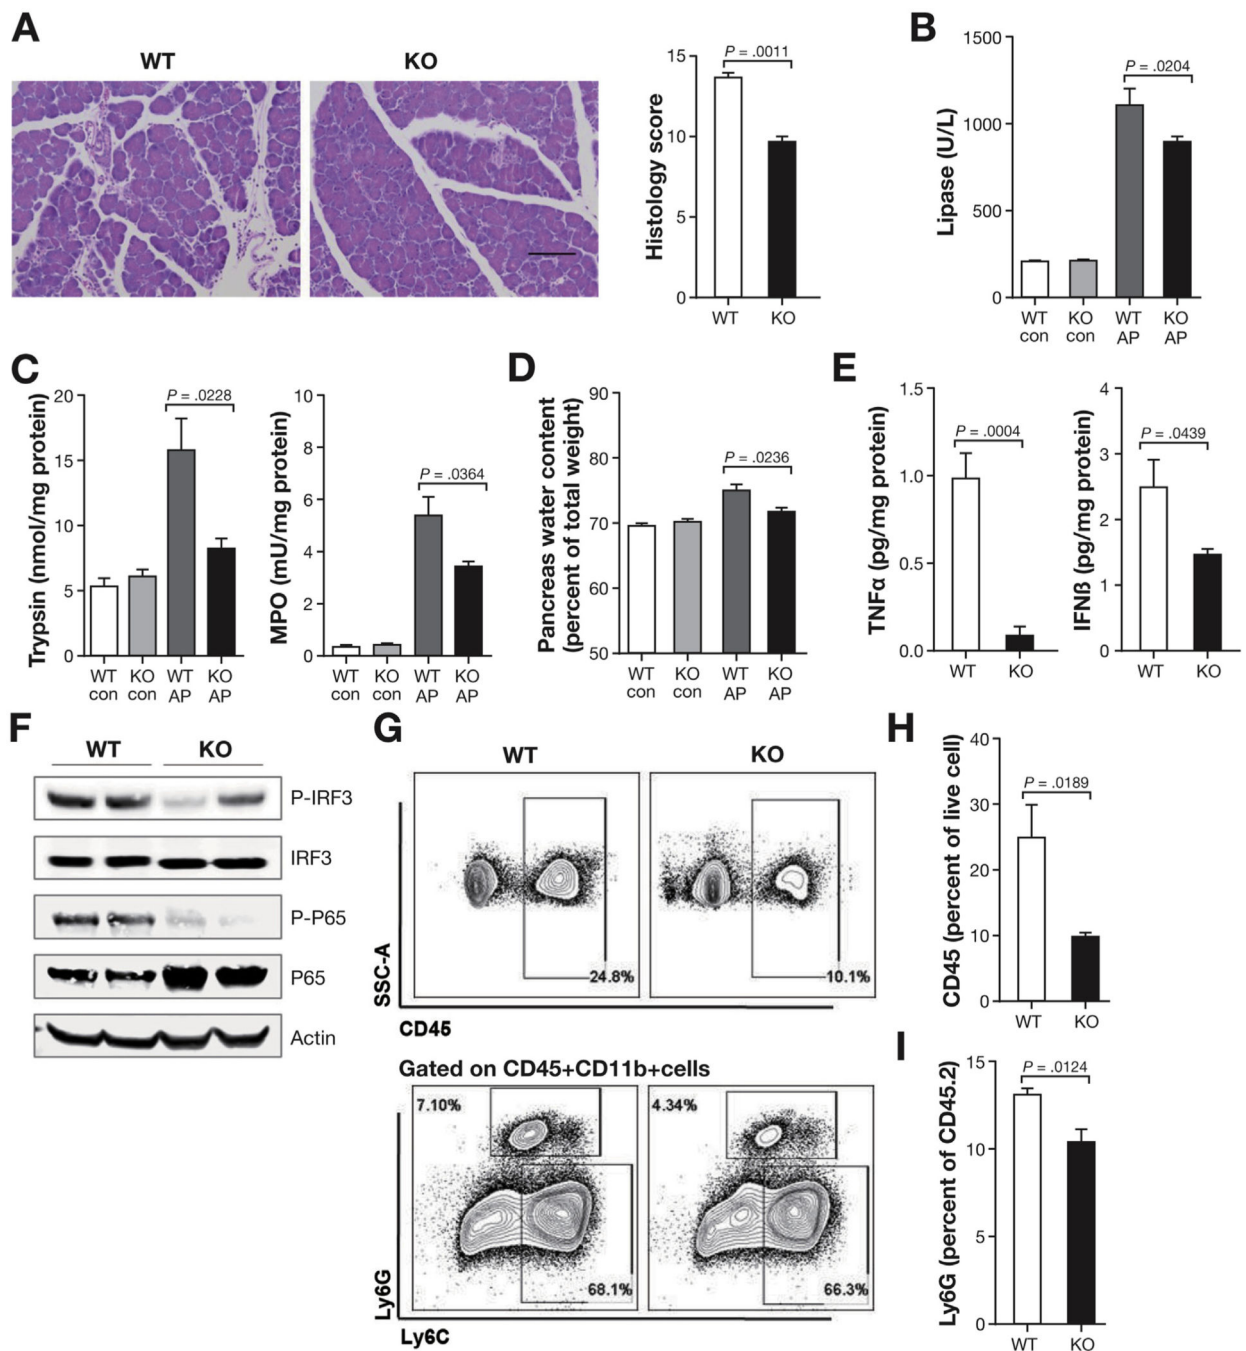 A
WT
KO
Histology score
15
10
5
0
P = .0011
WT
KO
B
Lipase (U/L)
1500
1000
500
0
P = .0204
WT con
KO con
WT AP
KO AP
C
Trypsin (nmol/mg protein)
20
15
10
5
0
P = .0228
WT con
KO con
WT AP
KO AP
MPO (mU/mg protein)
10
8
6
4
2
0
P = .0364
WT con
KO con
WT AP
KO AP
D
Pancreas water content
(percent of total weight)
90
80
70
60
50
P = .0236
WT con
KO con
WT AP
KO AP
E
TNFα (pg/mg protein)
1.5
1.0
0.5
0.0
P = .0004
WT
KO
IFNß (pg/mg protein)
4
3
2
1
0
P = .0439
WT
KO
F
WT
KO
P-IRF3
IRF3
P-P65
P65
Actin
G
WT
KO
SSC-A
24.8%
10.1%
CD45
Gated on CD45+CD11b+cells
7.10%
4.34%
Ly6G
68.1%
66.3%
Ly6C
H
CD45 (percent of live cell)
40
30
20
10
0
P = .0189
WT
KO
I
Ly6G (percent of CD45.2)
15
10
5
0
P = .0124
WT
KO